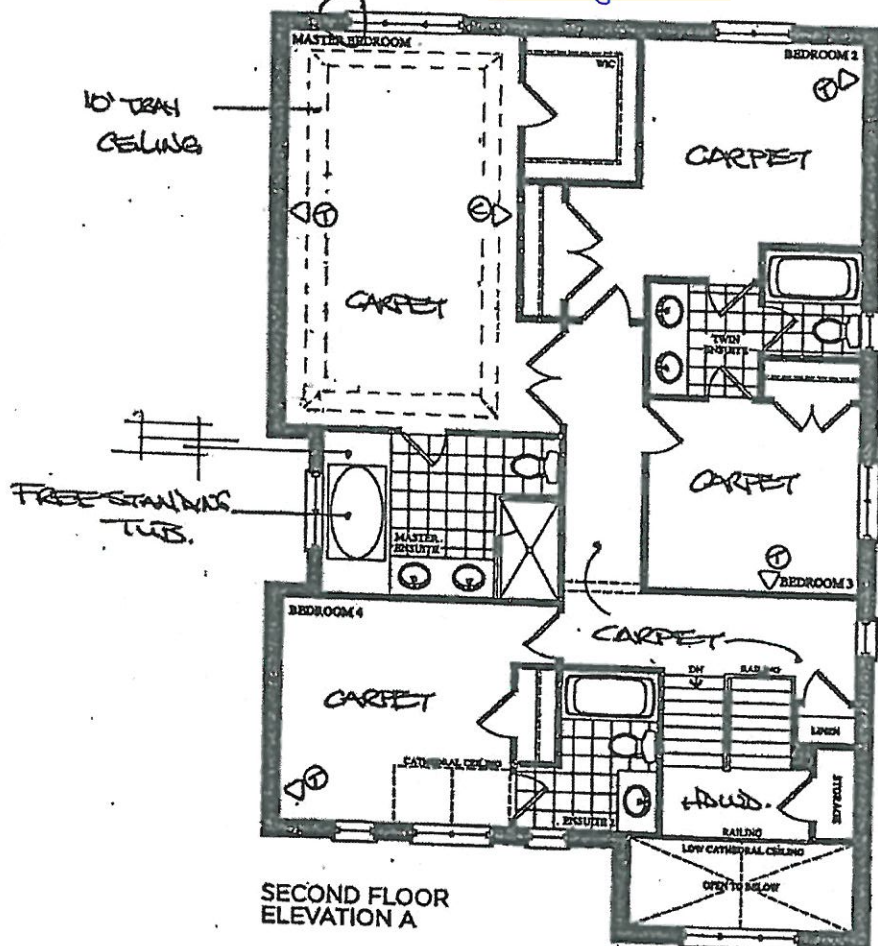 MASTER BEDROOM
WIC
BEDROOM 2
T
10' TRAY
CEILING
CARPET
T
C
CARPET
TWIN
ENSUITE
FREESTANDING
TUB.
CARPET
MASTER
ENSUITE
T
BEDROOM 3
BEDROOM 4
CARPET
DN
RAILING
CARPET
LINEN
CATHEDRAL CEILING
T
STORAGE
ENSUITE 2
RAILING
LOW CATHEDRAL CEILING
OPEN TO BELOW
SECOND FLOOR
ELEVATION A